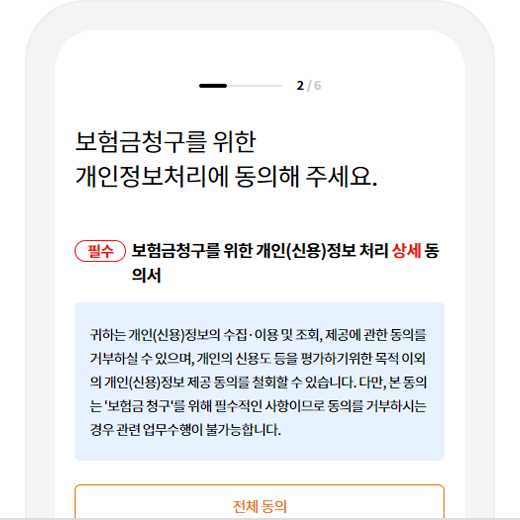 2 / 6
보험금청구를 위한
개인정보처리에 동의해 주세요.
필수 보험금청구를 위한 개인(신용)정보 처리 상세 동
의서
귀하는 개인(신용)정보의 수집·이용 및 조회, 제공에 관한 동의를
거부하실 수 있으며, 개인의 신용도 등을 평가하기위한 목적 이외
의 개인(신용)정보 제공 동의를 철회할 수 있습니다. 다만, 본 동의
는 '보험금 청구'를 위해 필수적인 사항이므로 동의를 거부하시는
경우 관련 업무수행이 불가능합니다.
전체 동의